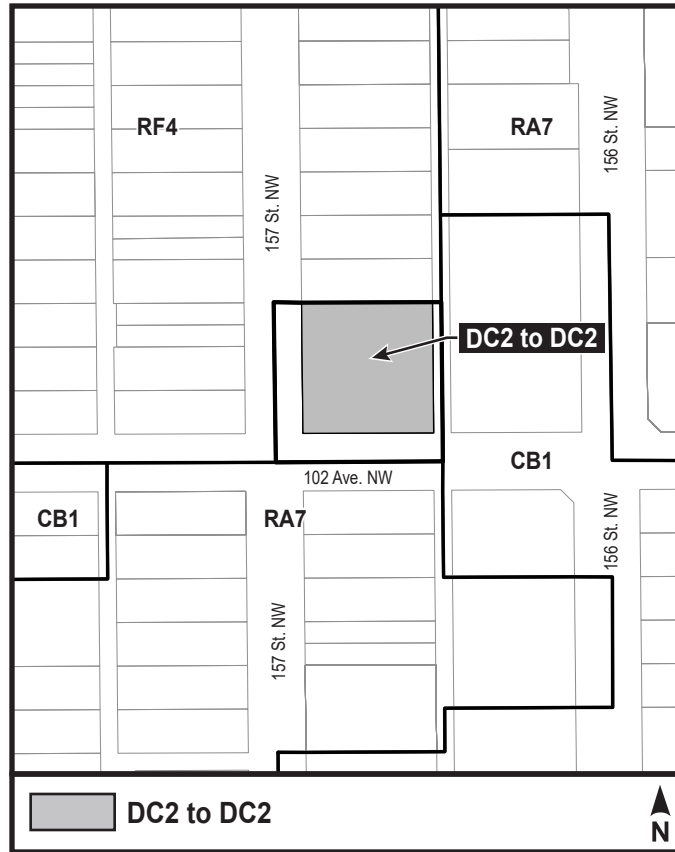 RF4
RA7
156 St. NW
157 St. NW
DC2 to DC2
CB1
102 Ave. NW
CB1
RA7
156 St. NW
157 St. NW
DC2 to DC2
N